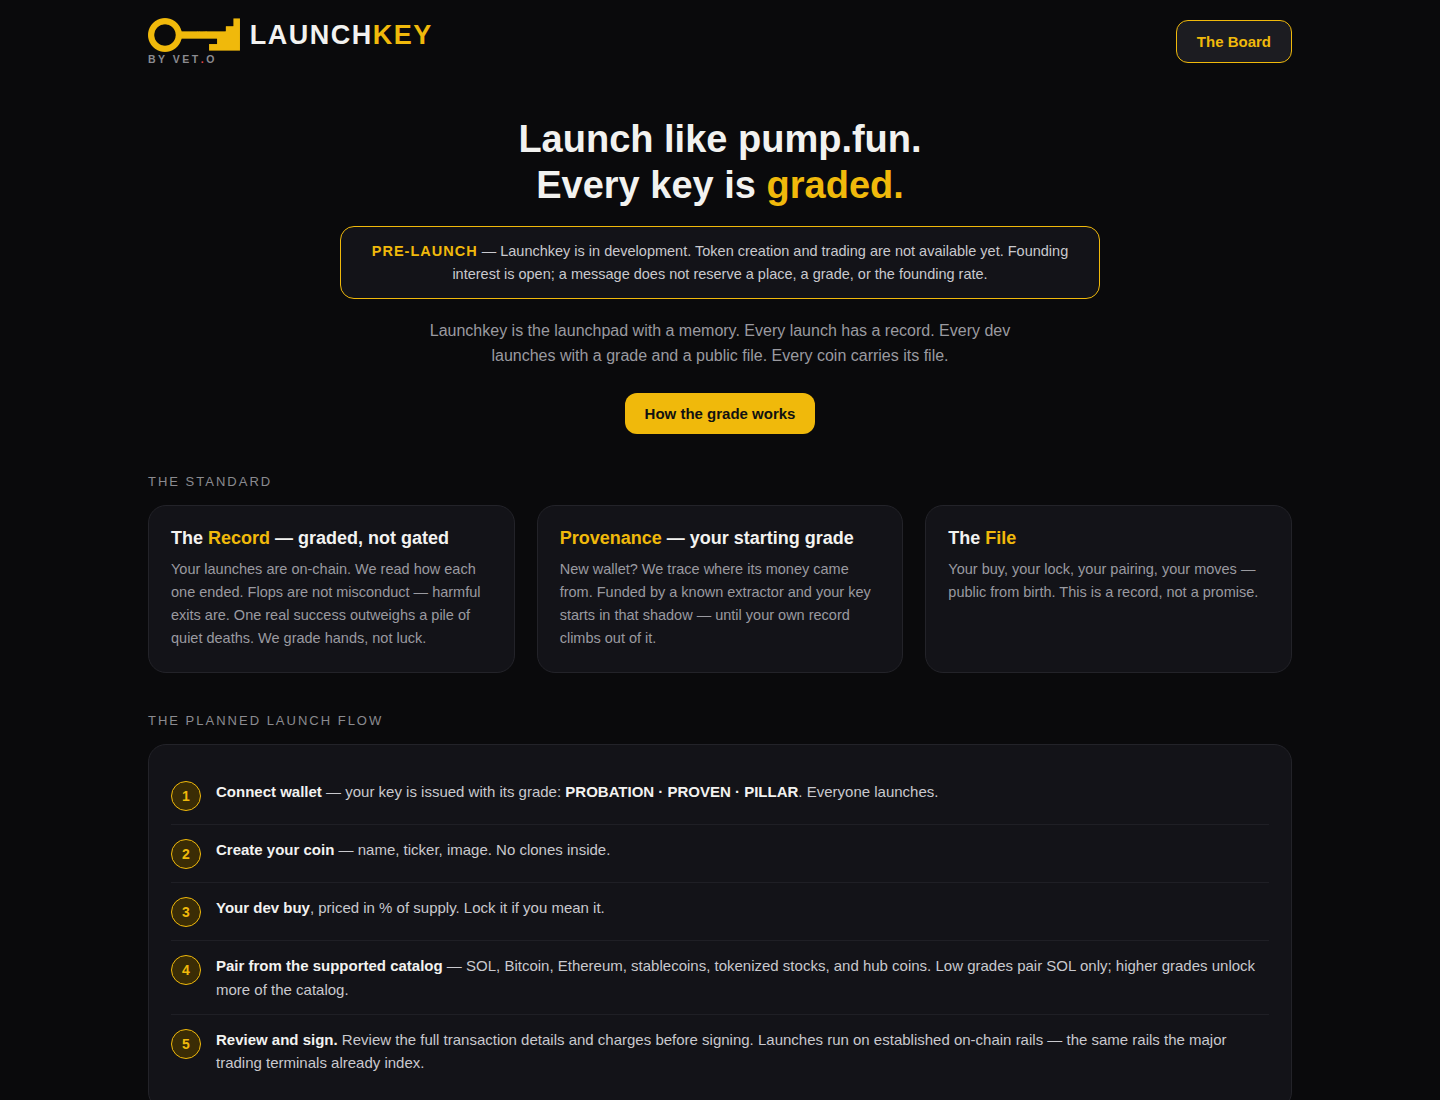 LAUNCHKEY
BY VET.O
The Board
Launch like pump.fun.
Every key is graded.
PRE-LAUNCH — Launchkey is in development. Token creation and trading are not available yet. Founding
interest is open; a message does not reserve a place, a grade, or the founding rate.
Launchkey is the launchpad with a memory. Every launch has a record. Every dev
launches with a grade and a public file. Every coin carries its file.
How the grade works
THE STANDARD
The Record — graded, not gated
Your launches are on-chain. We read how each
one ended. Flops are not misconduct — harmful
exits are. One real success outweighs a pile of
quiet deaths. We grade hands, not luck.
Provenance — your starting grade
New wallet? We trace where its money came
from. Funded by a known extractor and your key
starts in that shadow — until your own record
climbs out of it.
The File
Your buy, your lock, your pairing, your moves —
public from birth. This is a record, not a promise.
THE PLANNED LAUNCH FLOW
1 Connect wallet — your key is issued with its grade: PROBATION · PROVEN · PILLAR. Everyone launches.
2 Create your coin — name, ticker, image. No clones inside.
3 Your dev buy, priced in % of supply. Lock it if you mean it.
4 Pair from the supported catalog — SOL, Bitcoin, Ethereum, stablecoins, tokenized stocks, and hub coins. Low grades pair SOL only; higher grades unlock
more of the catalog.
5 Review and sign. Review the full transaction details and charges before signing. Launches run on established on-chain rails — the same rails the major
trading terminals already index.